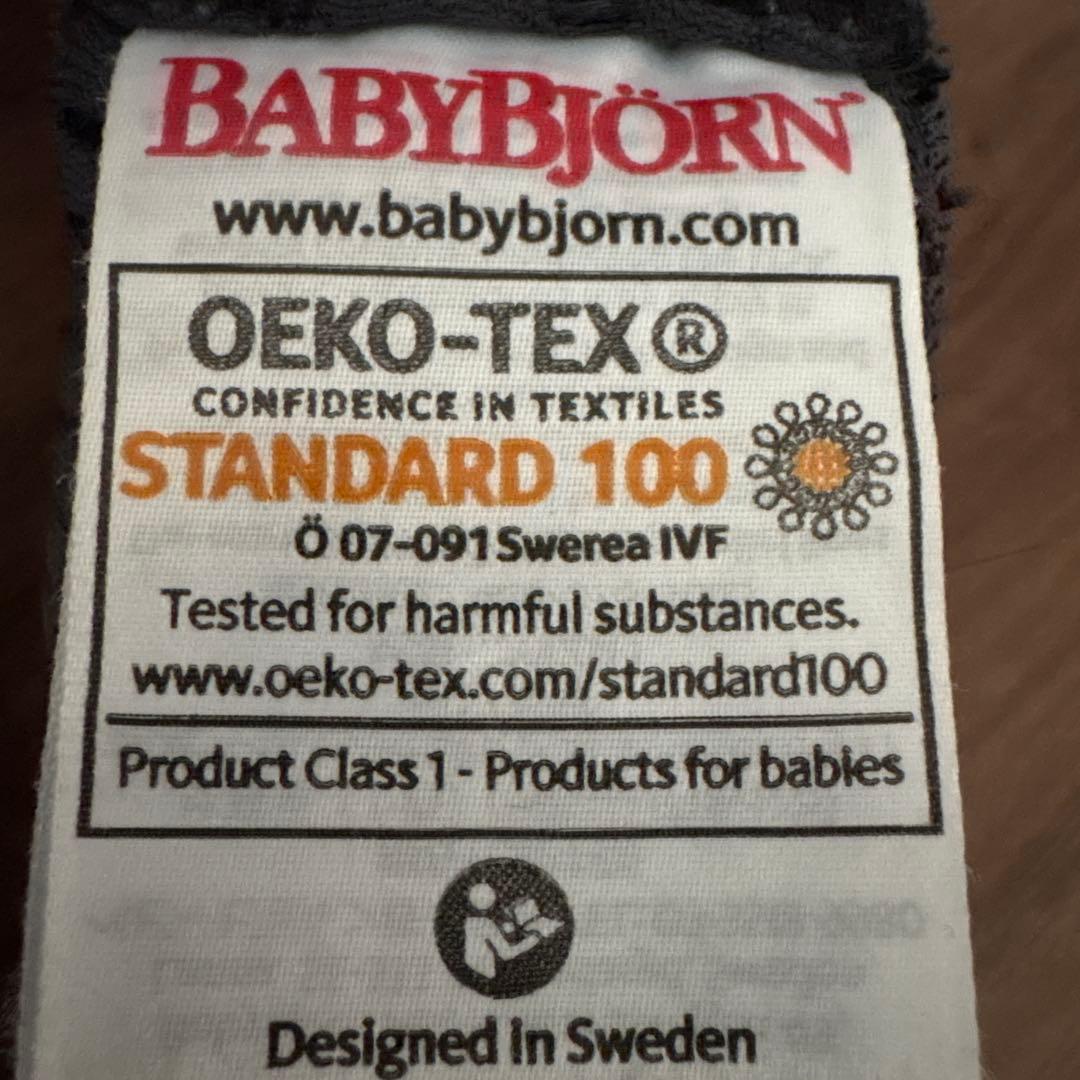 BABYBJÖRN®
www.babybjorn.com
OEKO-TEX®
CONFIDENCE IN TEXTILES
STANDARD 100
Ö 07-091 Swerea IVF
Tested for harmful substances.
www.oeko-tex.com/standard100
Product Class 1 - Products for babies
Designed in Sweden